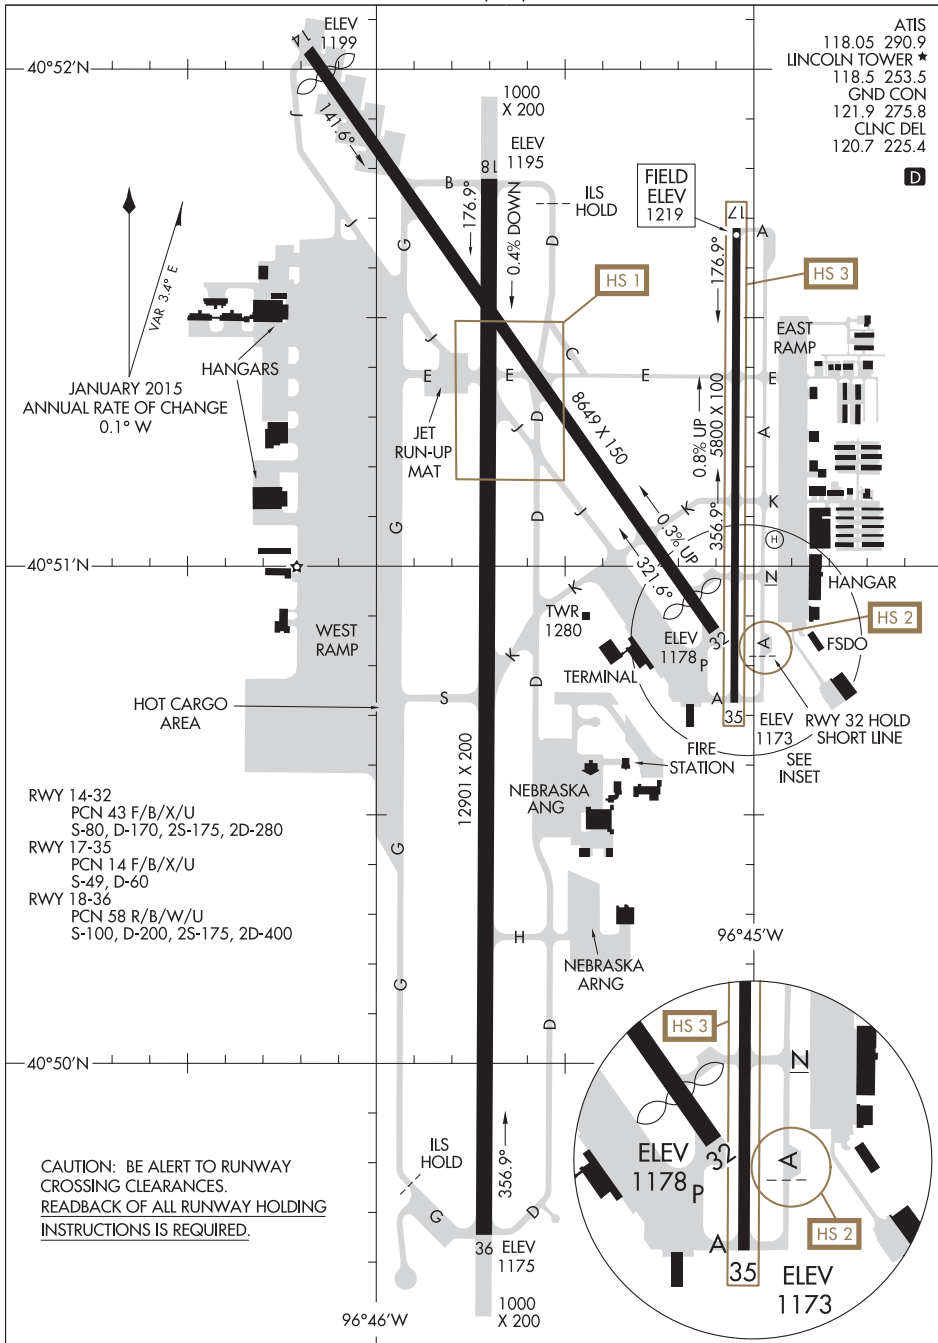 ELEV
1199
14
40°52'N
141.6°
J
1000
X 200
ELEV
1195
18
B
176.9°
0.4% DOWN
ILS
HOLD
FIELD
ELEV
1219
17
A
176.9°
ATIS
118.05 290.9
LINCOLN TOWER ★
118.5 253.5
GND CON
121.9 275.8
CLNC DEL
120.7 225.4
D
J
G
D
HS 1
HS 3
VAR 3.4° E
JANUARY 2015
ANNUAL RATE OF CHANGE
0.1° W
HANGARS
EAST
RAMP
J
C
E
E
E
E
JET
RUN-UP
MAT
J
D
8649 X 150
0.8% UP
5800 X 100
A
G
D
J
K
K
0.3% UP
356.9°
321.6°
H
40°51'N
N
HANGAR
K
TWR
1280
WEST
RAMP
32
ELEV
1178
P
A
HS 2
FSDO
TERMINAL
K
D
HOT CARGO
AREA
S
A
35
ELEV
1173
RWY 32 HOLD
SHORT LINE
SEE
INSET
FIRE
STATION
12901 X 200
NEBRASKA
ANG
RWY 14-32
PCN 43 F/B/X/U
S-80, D-170, 2S-175, 2D-280
RWY 17-35
PCN 14 F/B/X/U
S-49, D-60
RWY 18-36
PCN 58 R/B/W/U
S-100, D-200, 2S-175, 2D-400
G
H
96°45'W
NEBRASKA
ARNG
G
D
40°50'N
HS 3
N
ILS
HOLD
356.9°
32
ELEV
1178
P
A
HS 2
A
35
ELEV
1173
CAUTION: BE ALERT TO RUNWAY
CROSSING CLEARANCES.
READBACK OF ALL RUNWAY HOLDING
INSTRUCTIONS IS REQUIRED.
G
D
36
ELEV
1175
1000
X 200
96°46'W